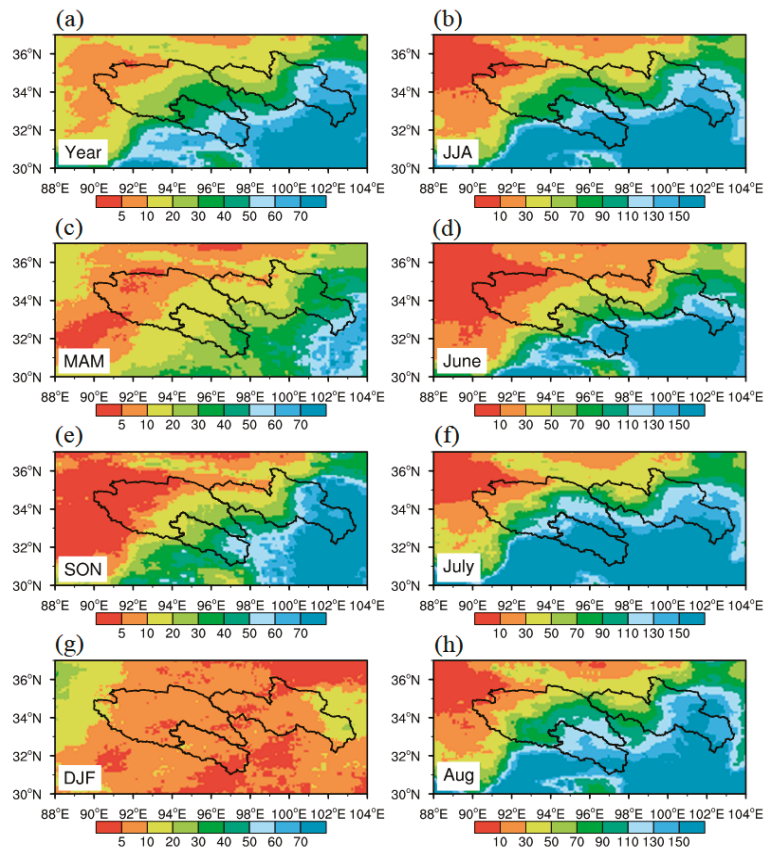 (a) (b)
36°N 36°N
34°N 34°N
32°N 32°N
Year JJA
30°N 30°N
88°E 90°E 92°E 94°E 96°E 98°E 100°E 102°E 104°E 88°E 90°E 92°E 94°E 96°E 98°E 100°E 102°E 104°E
5 10 20 30 40 50 60 70 10 30 50 70 90 110 130 150
(c) (d)
36°N 36°N
34°N 34°N
32°N 32°N
MAM June
30°N 30°N
88°E 90°E 92°E 94°E 96°E 98°E 100°E 102°E 104°E 88°E 90°E 92°E 94°E 96°E 98°E 100°E 102°E 104°E
5 10 20 30 40 50 60 70 10 30 50 70 90 110 130 150
(e) (f)
36°N 36°N
34°N 34°N
32°N 32°N
SON July
30°N 30°N
88°E 90°E 92°E 94°E 96°E 98°E 100°E 102°E 104°E 88°E 90°E 92°E 94°E 96°E 98°E 100°E 102°E 104°E
5 10 20 30 40 50 60 70 10 30 50 70 90 110 130 150
(g) (h)
36°N 36°N
34°N 34°N
32°N 32°N
DJF Aug
30°N 30°N
88°E 90°E 92°E 94°E 96°E 98°E 100°E 102°E 104°E 88°E 90°E 92°E 94°E 96°E 98°E 100°E 102°E 104°E
5 10 20 30 40 50 60 70 10 30 50 70 90 110 130 150